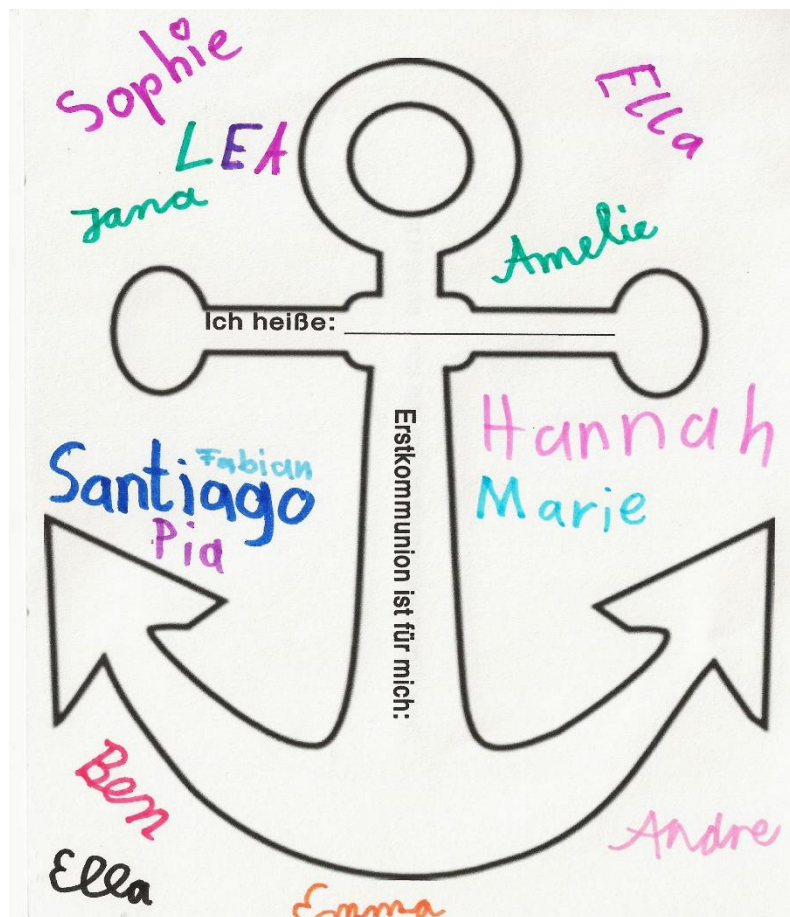 Sophie
Ella
LEA
Jana
Amelie
Ich heiße:
Hannah
Fabian
Santiago
Marie
Pia
Erstkommunion ist für mich:
Ben
Andre
Ella
Emma